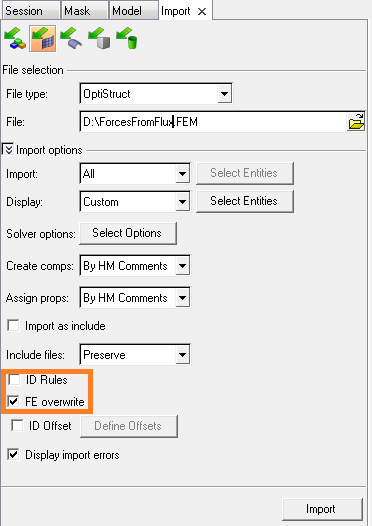 Session Mask Model Import
File selection
File type: OptiStruct
File: D:\ForcesFromFlux.FEM
Import options
Import: All Select Entities
Display: Custom Select Entities
Solver options: Select Options
Create comps: By HM Comments
Assign props: By HM Comments
Import as include
Include files: Preserve
ID Rules
FE overwrite
ID Offset Define Offsets
Display import errors
Import